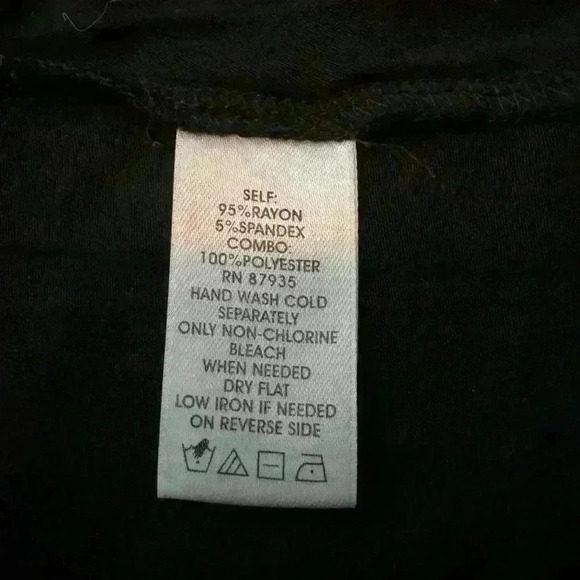 SELF:
95%RAYON
5%SPANDEX
COMBO:
100%POLYESTER
RN 87935
HAND WASH COLD
SEPARATELY
ONLY NON-CHLORINE
BLEACH
WHEN NEEDED
DRY FLAT
LOW IRON IF NEEDED
ON REVERSE SIDE